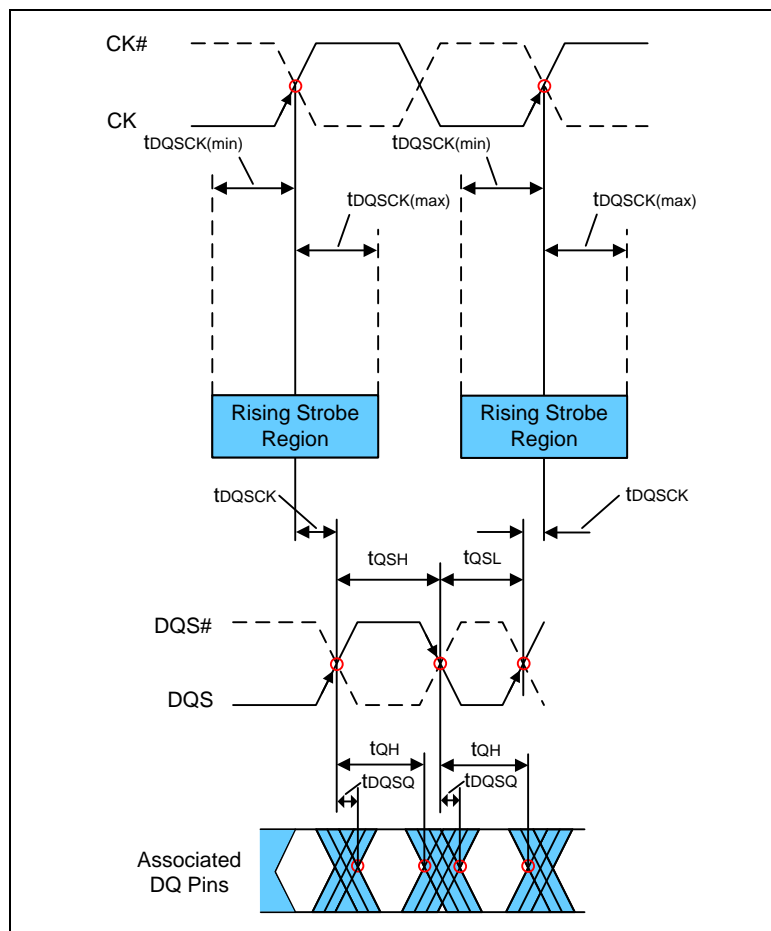 CK#
CK
tDQSCK(min)
tDQSCK(min)
tDQSCK(max)
tDQSCK(max)
Rising Strobe
Region
Rising Strobe
Region
tDQSCK
tDQSCK
tQSH
tQSL
DQS#
DQS
tQH
tQH
tDQSQ
tDQSQ
Associated
DQ Pins